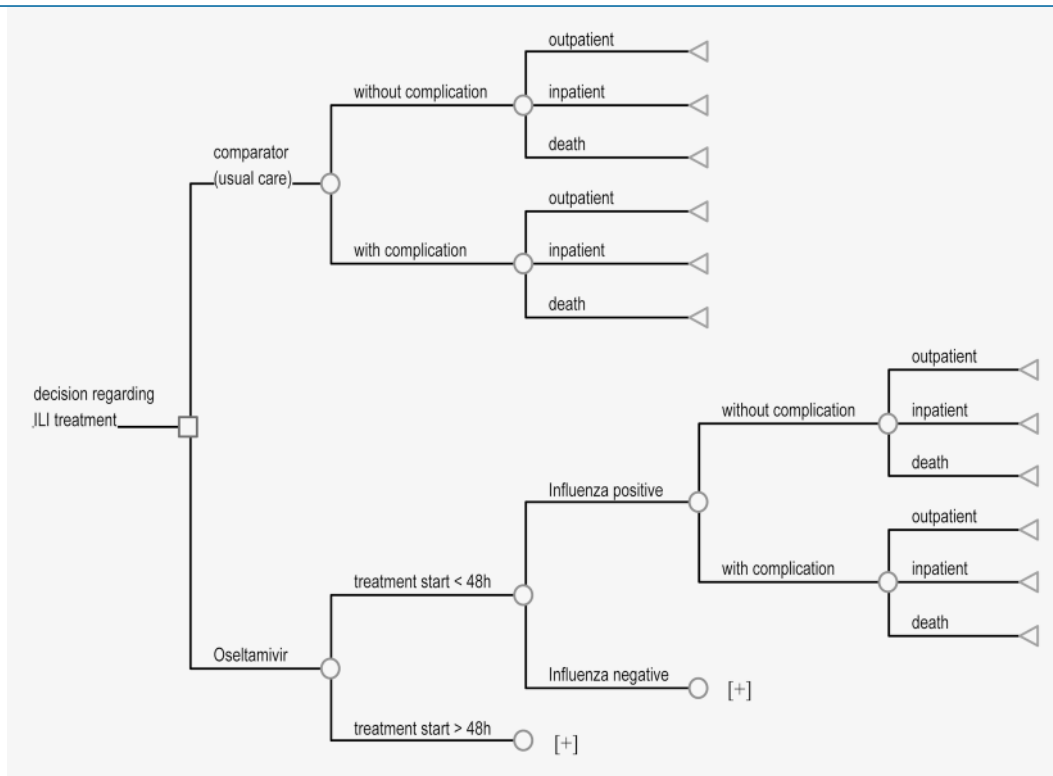 outpatient
without complication
inpatient
death
comparator
(usual care)
outpatient
with complication
inpatient
death
decision regarding
ILI treatment
outpatient
without complication
inpatient
death
Influenza positive
outpatient
with complication
inpatient
death
treatment start < 48h
Oseltamivir
Influenza negative
[+]
treatment start > 48h
[+]